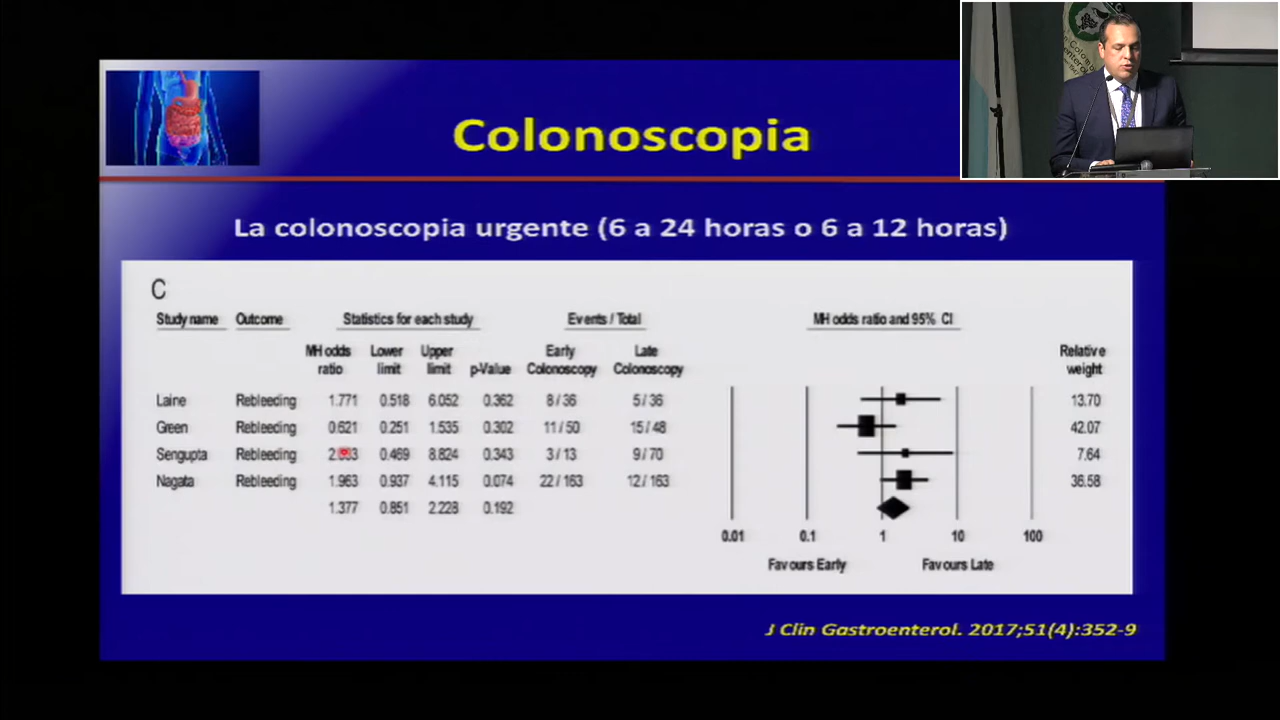 Colonoscopia
La colonoscopia urgente (6 a 24 horas o 6 a 12 horas)
C
Study name Outcome Statistics for each study Events / Total MH odds ratio and 95% CI
MH odds ratio Lower limit Upper limit p-Value Early Colonoscopy Late Colonoscopy Relative weight
Laine Rebleeding 1.771 0.518 6.052 0.362 8 / 36 5 / 36 13.70
Green Rebleeding 0.621 0.251 1.535 0.302 11 / 50 15 / 48 42.07
Sengupta Rebleeding 0.469 8.824 0.343 3 / 13 9 / 70 7.64
Nagata Rebleeding 1.963 0.937 4.115 0.074 22 / 163 12 / 163 36.58
1.377 0.851 2.228 0.192
0.01 0.1 1 10 100
Favours Early Favours Late
J Clin Gastroenterol. 2017;51(4):352-9